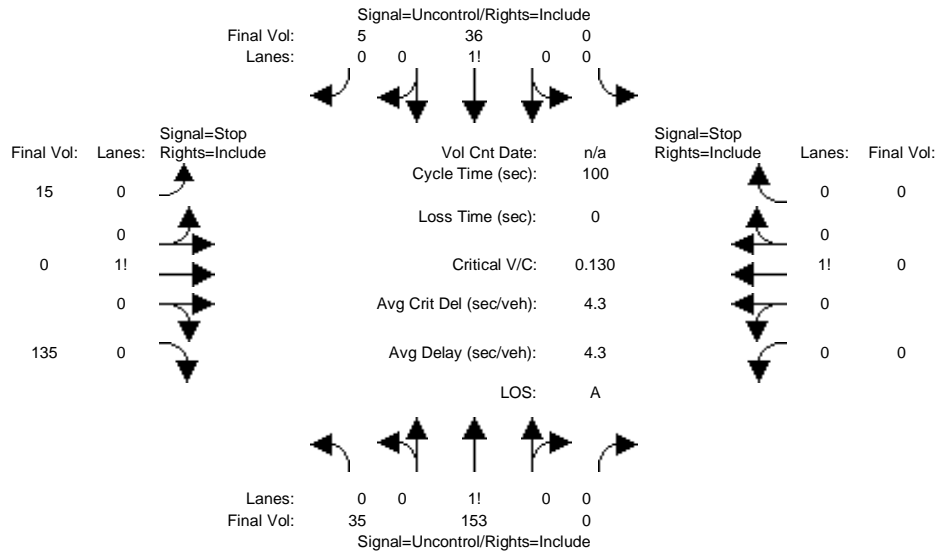 Signal=Uncontrol/Rights=Include
Final Vol: 5 36 0
Lanes: 0 0 1! 0 0
Signal=Stop Signal=Stop
Final Vol: Lanes: Rights=Include Vol Cnt Date: n/a Rights=Include Lanes: Final Vol:
Cycle Time (sec): 100
15 0 0 0
Loss Time (sec): 0
0 0
0 1! Critical V/C: 0.130 1! 0
0 Avg Crit Del (sec/veh): 4.3 0
135 0 Avg Delay (sec/veh): 4.3 0 0
LOS: A
Lanes: 0 0 1! 0 0
Final Vol: 35 153 0
Signal=Uncontrol/Rights=Include